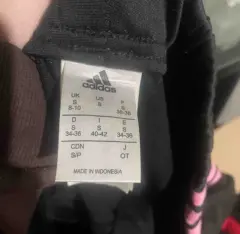 adidas
UK US F
S S S
8-10 36-38
D I E
S S S
34-36 40-42 34-36
CDN J
S/P OT
MADE IN INDONESIA